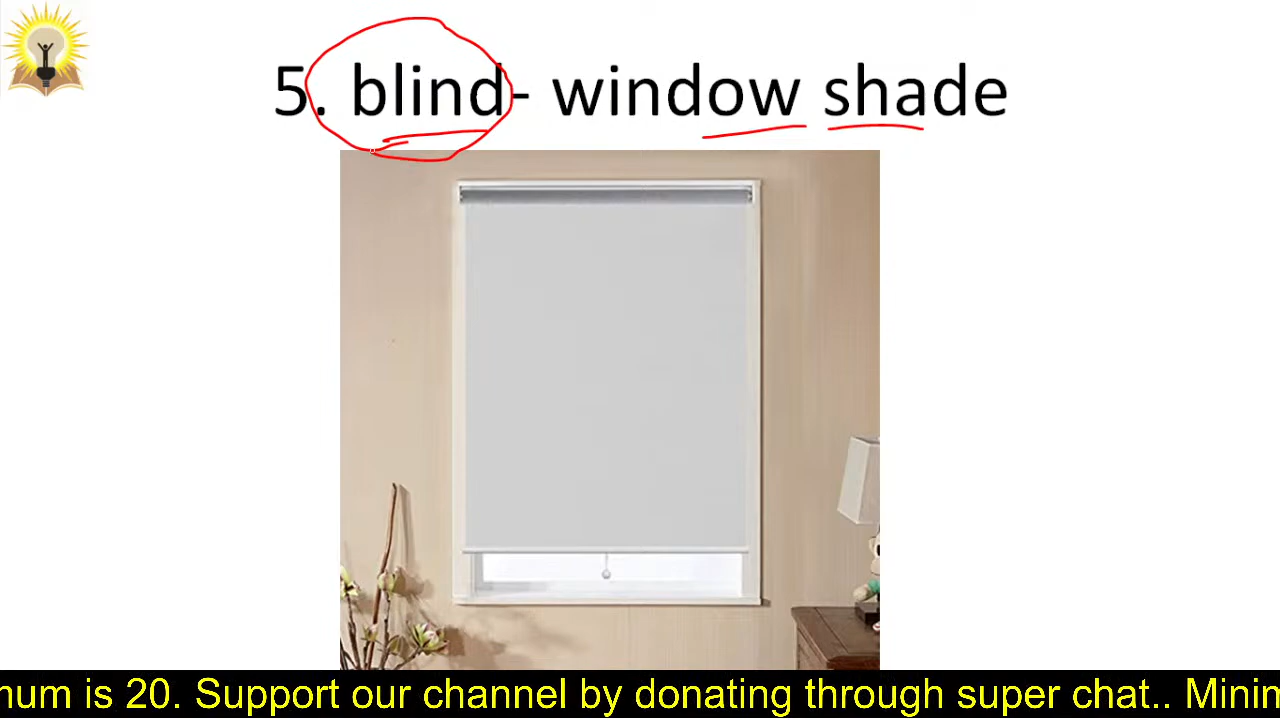 5. blind- window shade
num is 20. Support our channel by donating through super chat.. Minin